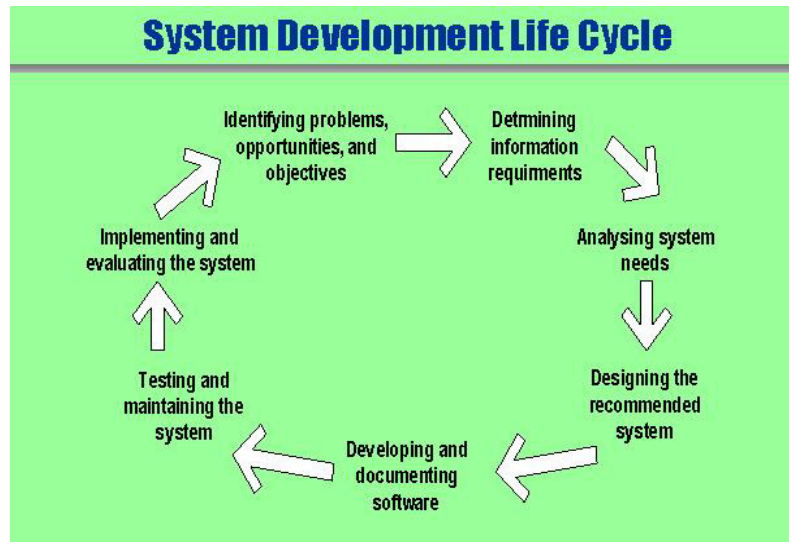 System Development Life Cycle
Identifying problems,
opportunities, and
objectives
Detrmining
information
requirments
Analysing system
needs
Designing the
recommended
system
Developing and
documenting
software
Testing and
maintaining the
system
Implementing and
evaluating the system